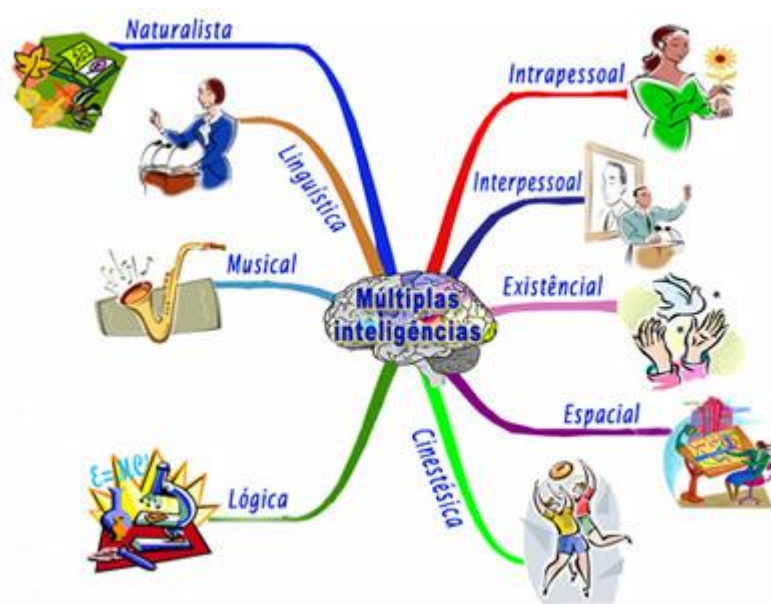 Naturalista
Linguística
Musical
Lógica
E=MC²
Múltiplas
inteligências
Intrapessoal
Interpessoal
Existêncial
Espacial
Cinestésica